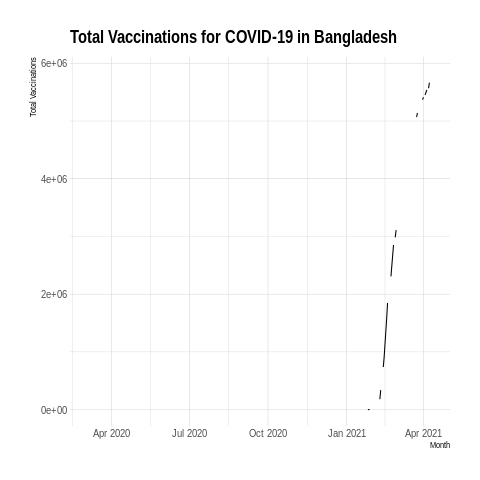 Total Vaccinations for COVID-19 in Bangladesh
Total Vaccinations
6e+06
4e+06
2e+06
0e+00
Apr 2020 Jul 2020 Oct 2020 Jan 2021 Apr 2021
Month